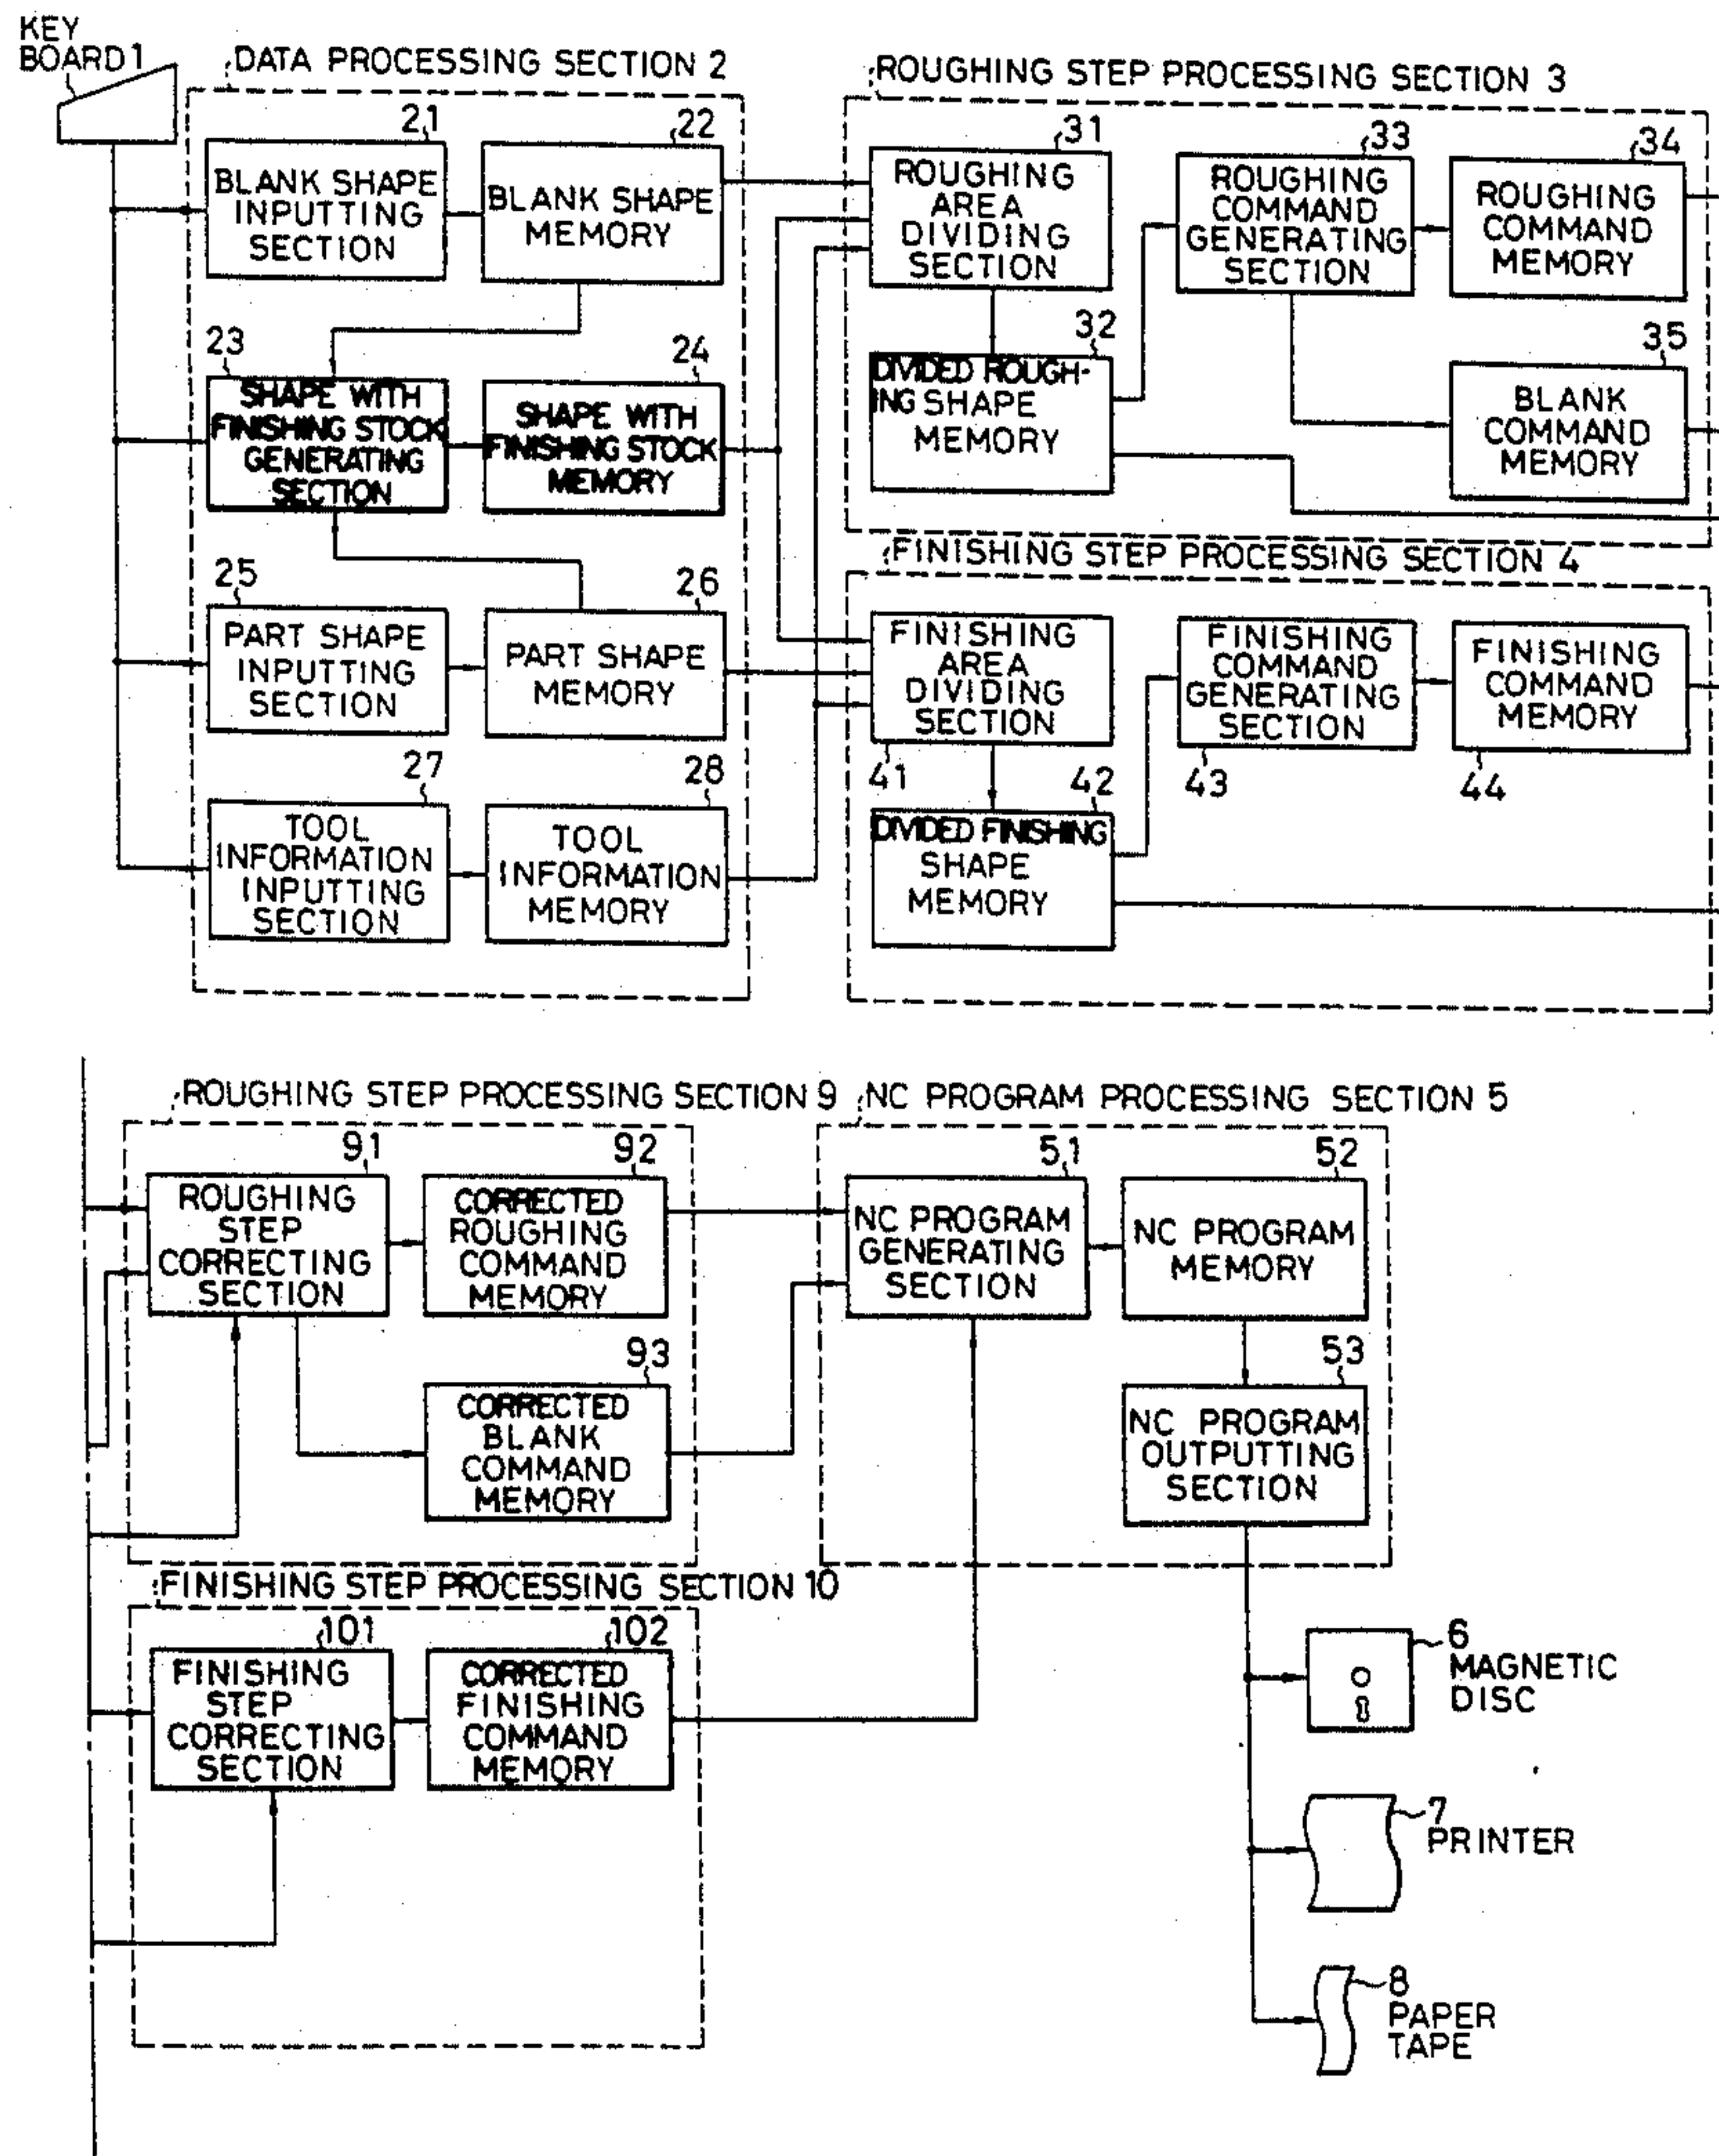 KEY
BOARD 1
DATA PROCESSING SECTION 2
21
BLANK SHAPE
INPUTTING
SECTION
22
BLANK SHAPE
MEMORY
23
SHAPE WITH
FINISHING STOCK
GENERATING
SECTION
24
SHAPE WITH
FINISHING STOCK
MEMORY
25
PART SHAPE
INPUTTING
SECTION
26
PART SHAPE
MEMORY
27
TOOL
INFORMATION
INPUTTING
SECTION
28
TOOL
INFORMATION
MEMORY
ROUGHING STEP PROCESSING SECTION 3
31
ROUGHING
AREA
DIVIDING
SECTION
32
DIVIDED ROUGH-
ING SHAPE
MEMORY
33
ROUGHING
COMMAND
GENERATING
SECTION
34
ROUGHING
COMMAND
MEMORY
35
BLANK
COMMAND
MEMORY
FINISHING STEP PROCESSING SECTION 4
FINISHING
AREA
DIVIDING
SECTION
41
42
DIVIDED FINISHING
SHAPE
MEMORY
FINISHING
COMMAND
GENERATING
SECTION
43
FINISHING
COMMAND
MEMORY
44
ROUGHING STEP PROCESSING SECTION 9
91
ROUGHING
STEP
CORRECTING
SECTION
92
CORRECTED
ROUGHING
COMMAND
MEMORY
93
CORRECTED
BLANK
COMMAND
MEMORY
NC PROGRAM PROCESSING SECTION 5
51
NC PROGRAM
GENERATING
SECTION
52
NC PROGRAM
MEMORY
53
NC PROGRAM
OUTPUTTING
SECTION
FINISHING STEP PROCESSING SECTION 10
101
FINISHING
STEP
CORRECTING
SECTION
102
CORRECTED
FINISHING
COMMAND
MEMORY
6
MAGNETIC
DISC
7
PRINTER
8
PAPER
TAPE